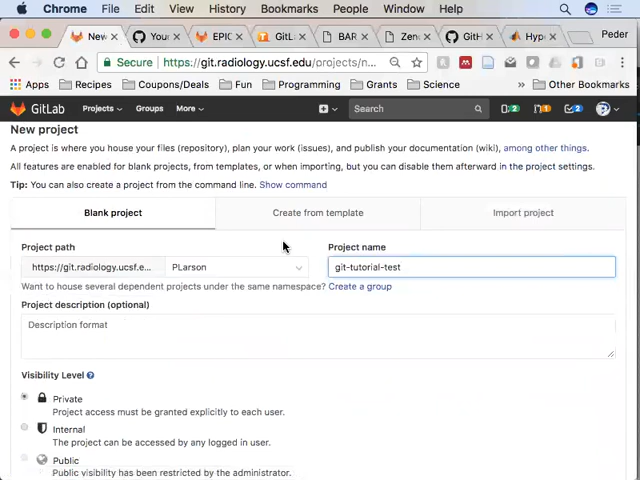 Chrome File Edit View History Bookmarks People Window Help
New You EPIC GitL BAR Zen GitH Hyp Peder
Secure https://git.radiology.ucsf.edu/projects/n...
Apps Recipes Coupons/Deals Fun Programming Grants Science Other Bookmarks
GitLab Projects Groups More Search 2 1 2
New project
A project is where you house your files (repository), plan your work (issues), and publish your documentation (wiki), among other things.
All features are enabled for blank projects, from templates, or when importing, but you can disable them afterward in the project settings.
Tip: You can also create a project from the command line. Show command
Blank project Create from template Import project
Project path Project name
https://git.radiology.ucsf.e... PLarson git-tutorial-test
Want to house several dependent projects under the same namespace? Create a group
Project description (optional)
Description format
Visibility Level
Private
Project access must be granted explicitly to each user.
Internal
The project can be accessed by any logged in user.
Public
Public visibility has been restricted by the administrator.